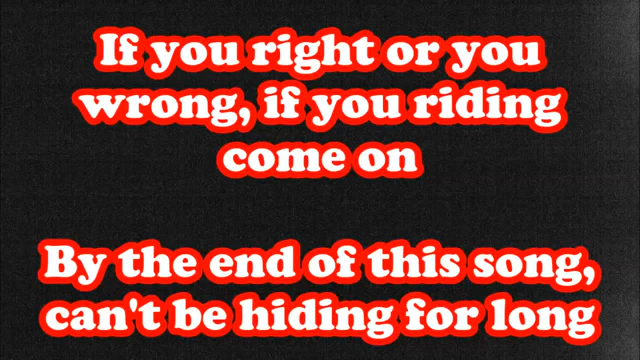 If you right or you
wrong, if you riding
come on
By the end of this song,
can't be hiding for long